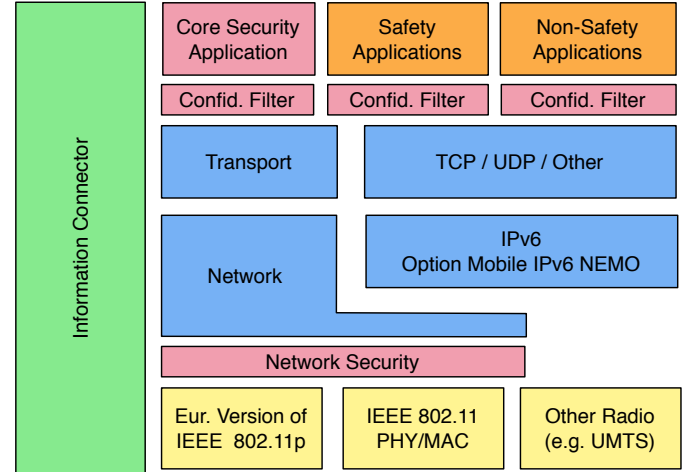 Information Connector
Core Security
Application
Safety
Applications
Non-Safety
Applications
Confid. Filter
Confid. Filter
Confid. Filter
Transport
TCP / UDP / Other
Network
IPv6
Option Mobile IPv6 NEMO
Network Security
Eur. Version of
IEEE 802.11p
IEEE 802.11
PHY/MAC
Other Radio
(e.g. UMTS)